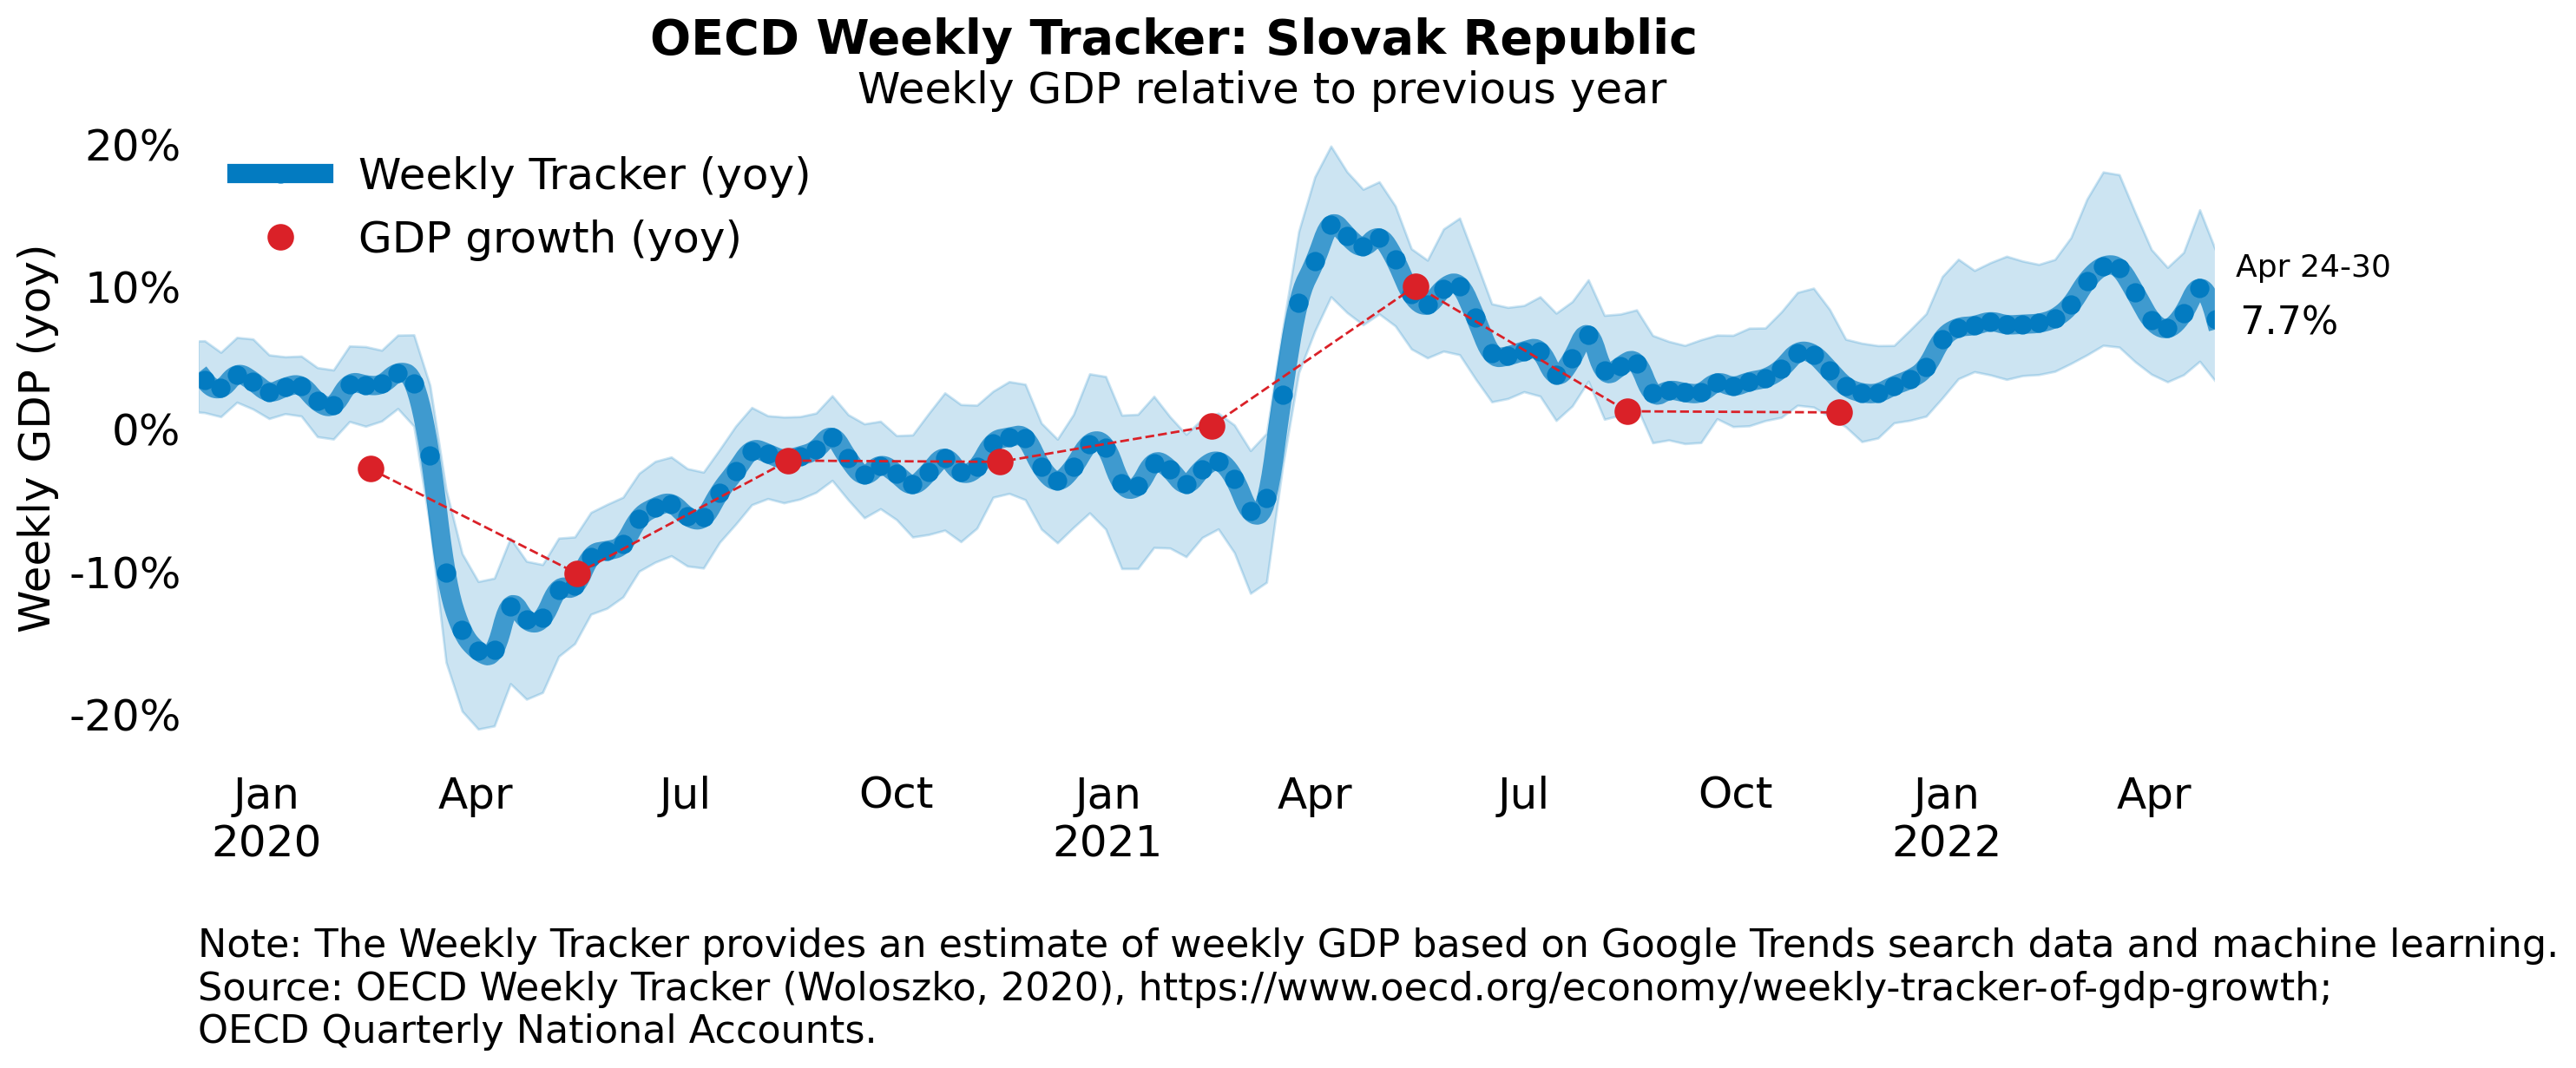 OECD Weekly Tracker: Slovak Republic
Weekly GDP relative to previous year
Weekly GDP (yoy)
20%
10%
0%
-10%
-20%
Weekly Tracker (yoy)
GDP growth (yoy)
Apr 24-30
7.7%
Jan Apr Jul Oct Jan Apr Jul Oct Jan Apr
2020 2021 2022
Note: The Weekly Tracker provides an estimate of weekly GDP based on Google Trends search data and machine learning.
Source: OECD Weekly Tracker (Woloszko, 2020), https://www.oecd.org/economy/weekly-tracker-of-gdp-growth;
OECD Quarterly National Accounts.